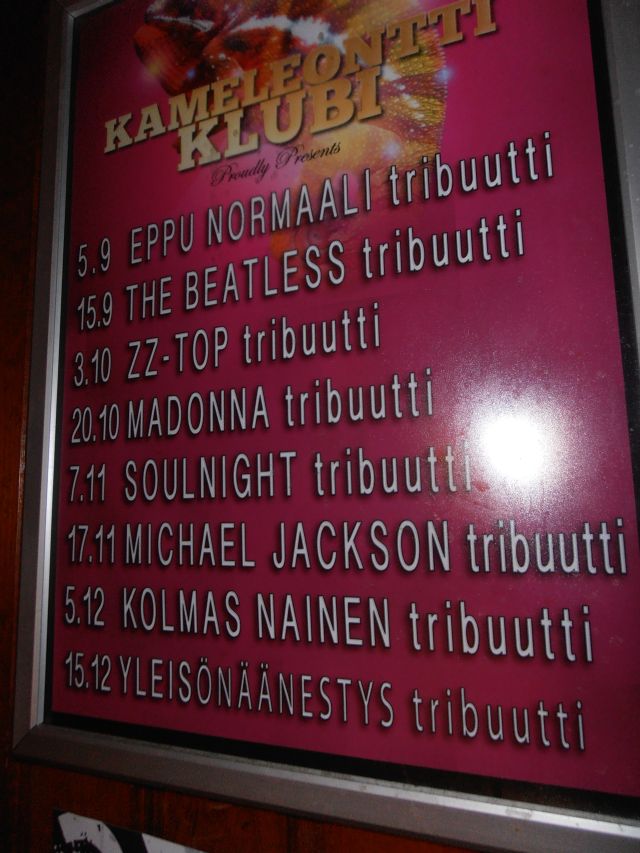 KAMELEONTTI
KLUBI
Proudly Presents
5.9 EPPU NORMAALI tribuutti
15.9 THE BEATLESS tribuutti
3.10 ZZ-TOP tribuutti
20.10 MADONNA tribuutti
7.11 SOULNIGHT tribuutti
17.11 MICHAEL JACKSON tribuutti
5.12 KOLMAS NAINEN tribuutti
15.12 YLEISÖNÄÄNESTYS tribuutti